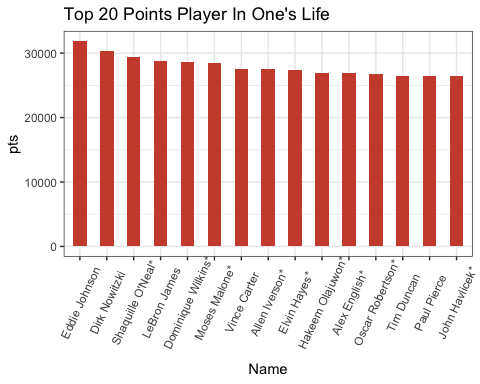 Top 20 Points Player In One's Life
30000
20000
10000
0
pts
Eddie Johnson
Dirk Nowitzki
Shaquille O'Neal*
LeBron James
Dominique Wilkins*
Moses Malone*
Vince Carter
Allen Iverson*
Elvin Hayes*
Hakeem Olajuwon*
Alex English*
Oscar Robertson*
Tim Duncan
Paul Pierce
John Havlicek*
Name